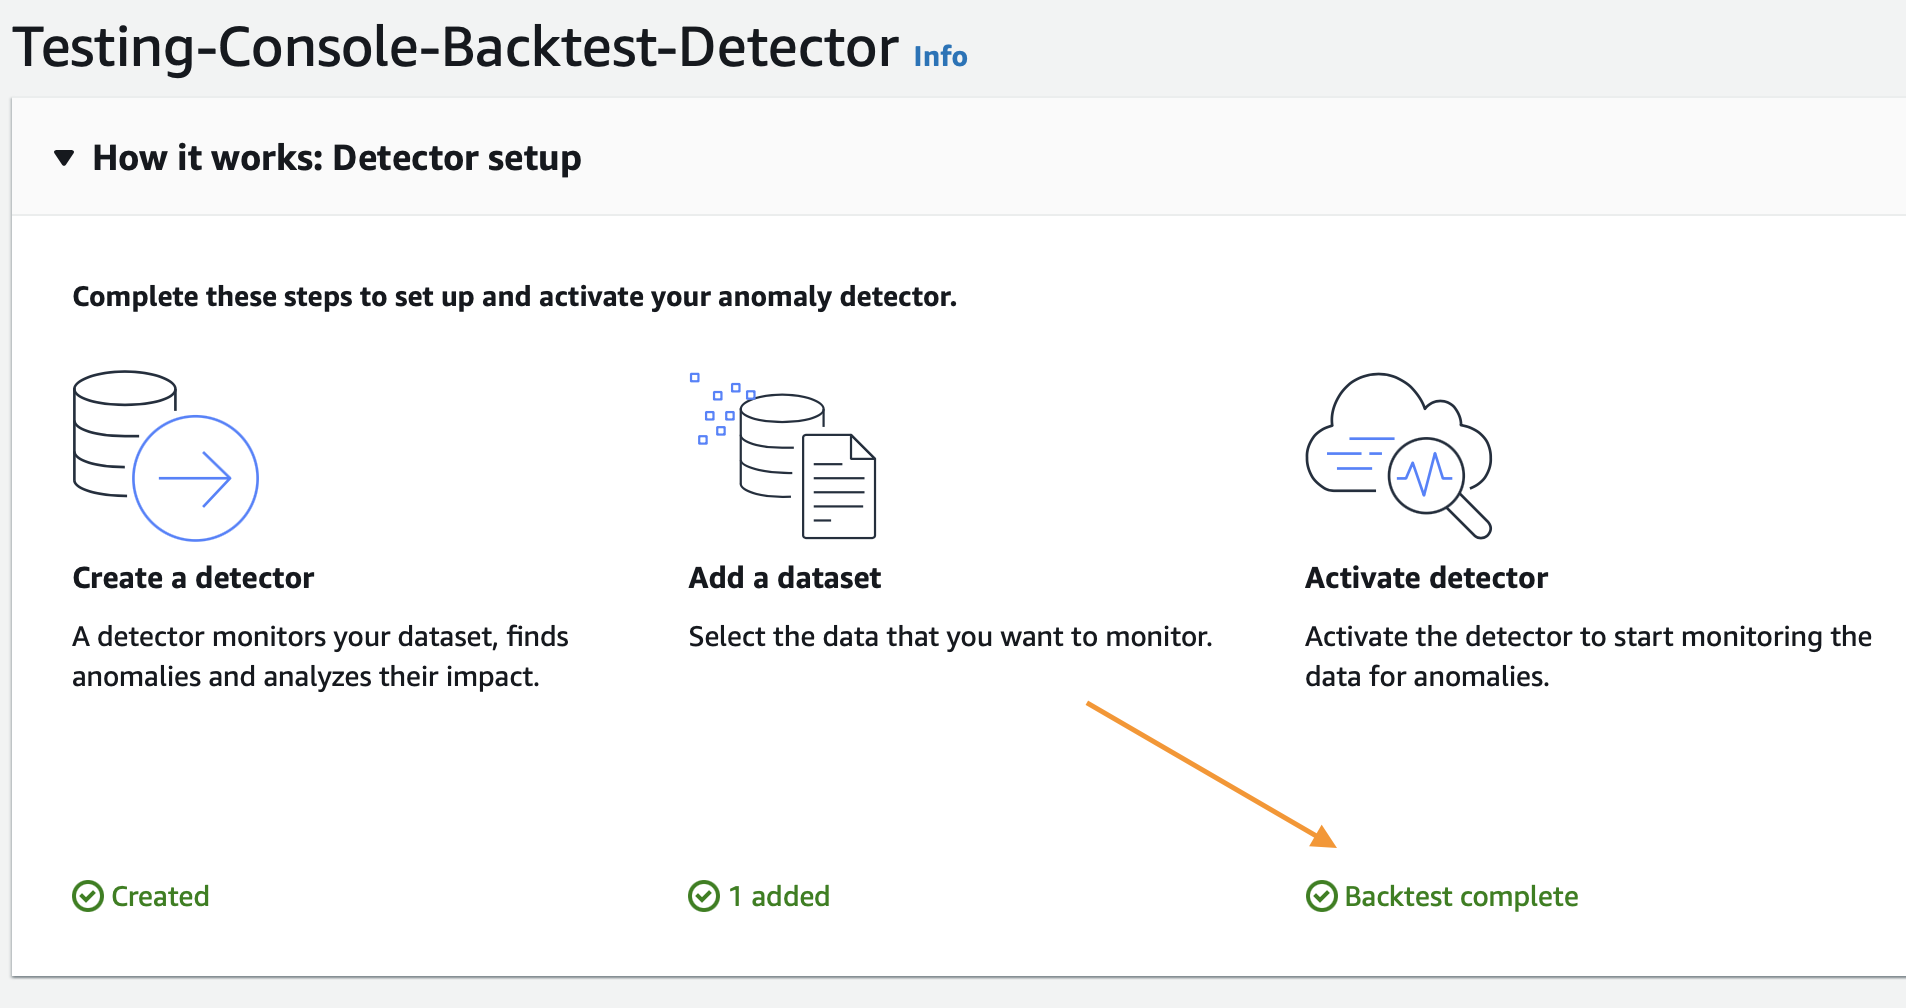 Testing-Console-Backtest-Detector Info
How it works: Detector setup
Complete these steps to set up and activate your anomaly detector.
Create a detector
A detector monitors your dataset, finds
anomalies and analyzes their impact.
Created
Add a dataset
Select the data that you want to monitor.
1 added
Activate detector
Activate the detector to start monitoring the
data for anomalies.
Backtest complete